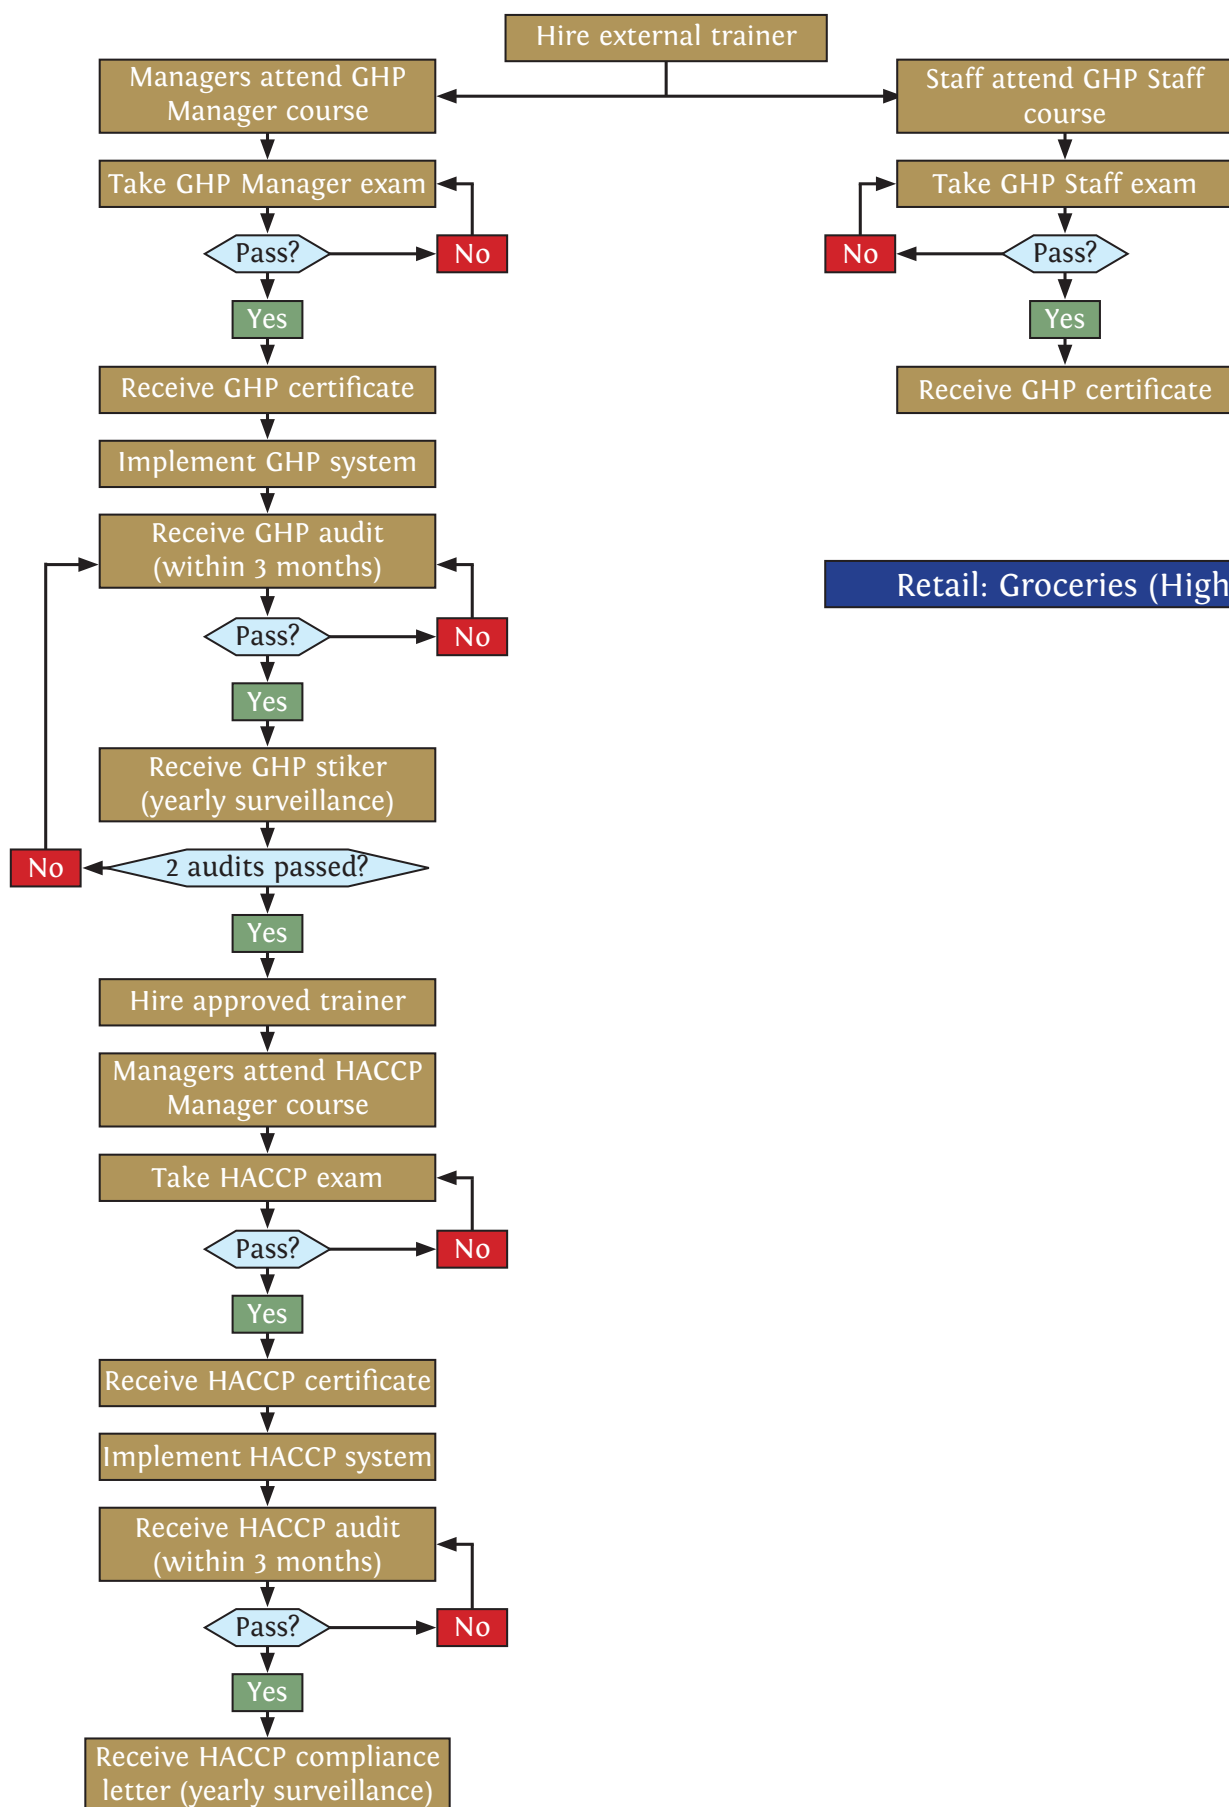 Hire external trainer
Managers attend GHP
Manager course
Staff attend GHP Staff
course
Take GHP Manager exam
Take GHP Staff exam
Pass?
No
No
Pass?
Yes
Yes
Receive GHP certificate
Receive GHP certificate
Implement GHP system
Receive GHP audit
(within 3 months)
Retail: Groceries (High
Pass?
No
Yes
Receive GHP stiker
(yearly surveillance)
No
2 audits passed?
Yes
Hire approved trainer
Managers attend HACCP
Manager course
Take HACCP exam
Pass?
No
Yes
Receive HACCP certificate
Implement HACCP system
Receive HACCP audit
(within 3 months)
Pass?
No
Yes
Receive HACCP compliance
letter (yearly surveillance)